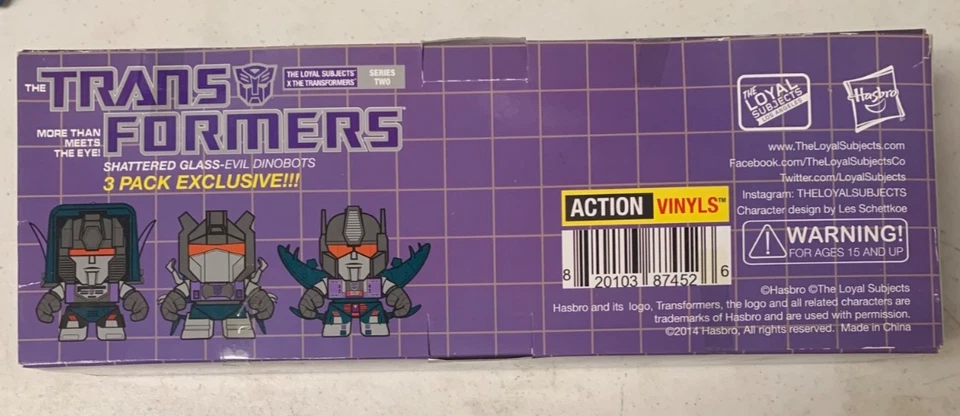 THE TRANS
FORMERS
MORE THAN
MEETS
THE EYE!
THE LOYAL SUBJECTS
X THE TRANSFORMERS
SERIES
TWO
SHATTERED GLASS-EVIL DINOBOTS
3 PACK EXCLUSIVE!!!
ACTION VINYLS™
8 20103 87452 6
THE
LOYAL
SUBJECTS
LOS ANGELES
Hasbro
www.TheLoyalSubjects.com
Facebook.com/TheLoyalSubjectsCo
Twitter.com/LoyalSubjects
Instagram: THELOYALSUBJECTS
Character design by Les Schettkoe
WARNING!
FOR AGES 15 AND UP
©Hasbro ©The Loyal Subjects
Hasbro and its logo, Transformers, the logo and all related characters are
trademarks of Hasbro and are used with permission.
©2014 Hasbro, All rights reserved. Made in China